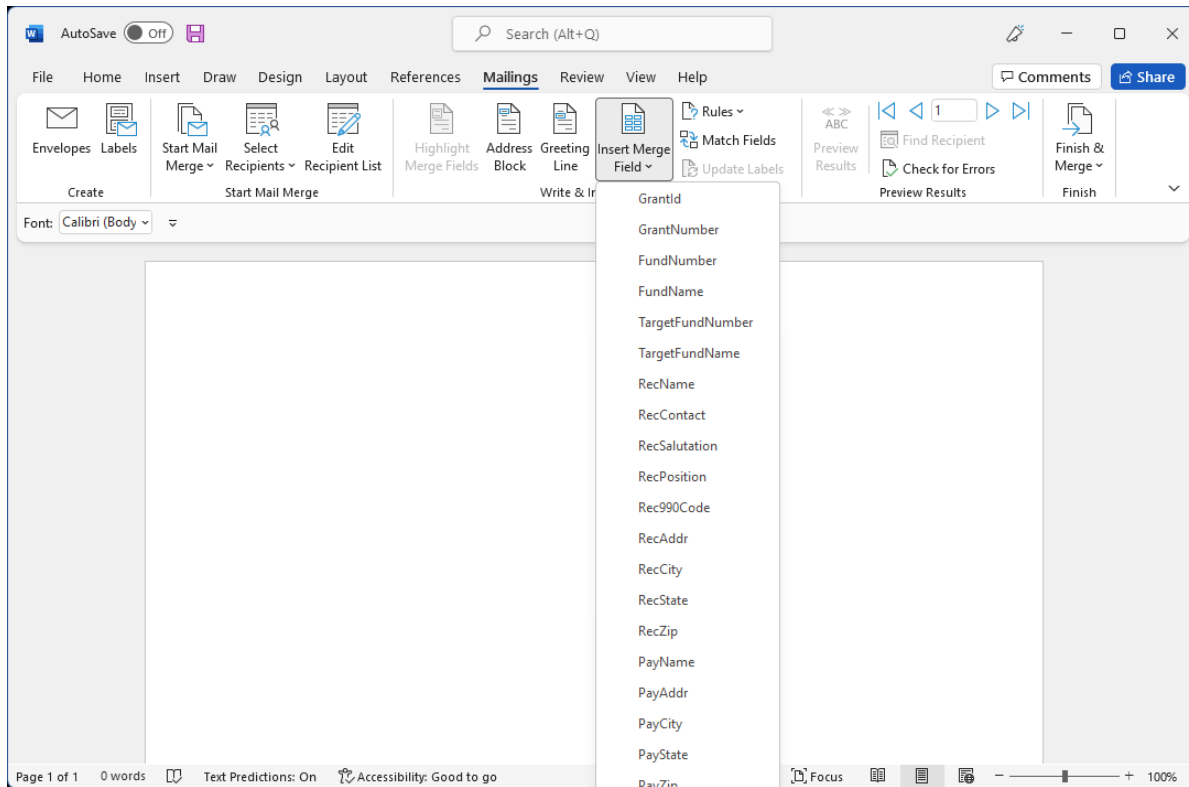 W AutoSave Off Search (Alt+Q)
File Home Insert Draw Design Layout References Mailings Review View Help Comments Share
Envelopes Labels Start Mail Merge Select Recipients Edit Recipient List Highlight Merge Fields Address Block Greeting Line Insert Merge Field Rules Match Fields Update Labels ABC Preview Results 1 Find Recipient Check for Errors Finish & Merge
Create Start Mail Merge Write & In Preview Results Finish
Font: Calibri (Body
GrantId
GrantNumber
FundNumber
FundName
TargetFundNumber
TargetFundName
RecName
RecContact
RecSalutation
RecPosition
Rec990Code
RecAddr
RecCity
RecState
RecZip
PayName
PayAddr
PayCity
PayState
PayZip
Page 1 of 1 0 words Text Predictions: On Accessibility: Good to go Focus 100%